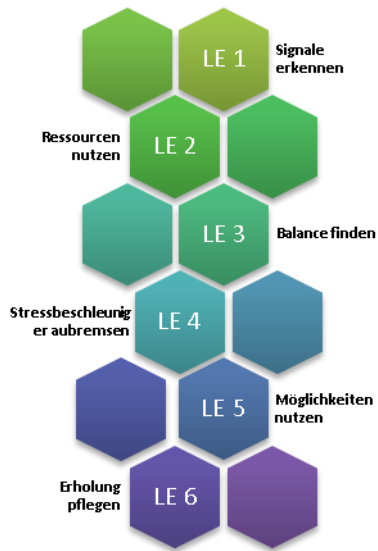 LE 1
Signale
erkennen
Ressourcen
nutzen
LE 2
LE 3
Balance finden
Stressbeschleunig
er aubremsen
LE 4
LE 5
Möglichkeiten
nutzen
Erholung
pflegen
LE 6